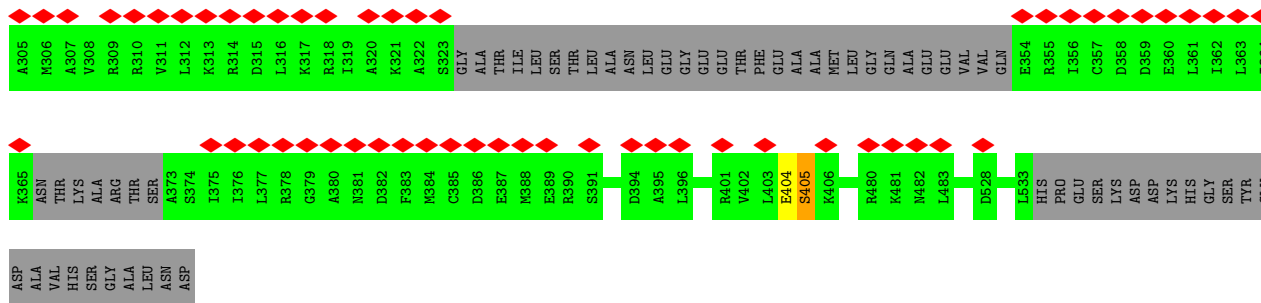 A305 M306 A307 V308 R309 R310 V311 L312 K313 R314 D315 L316 K317 R318 I319 A320 K321 A322 S323 GLY ALA THR ILE LEU SER THR LEU ALA ASN LEU GLU GLY GLU GLU THR PHE GLU ALA ALA MET LEU GLY GLN ALA GLU GLU VAL VAL GLN E354 R355 I356 C357 D358 D359 E360 L361 I362 L363
K365 ASN THR LYS ALA ARG THR SER A373 S374 I375 I376 L377 R378 G379 A380 N381 D382 F383 M384 C385 D386 E387 M388 E389 R390 S391 D394 A395 L396 R401 V402 L403 E404 S405 K406 R480 K481 N482 L483 D528 L533 HIS PRO GLU SER LYS ASP ASP LYS HIS GLY SER TYR
ASP ALA VAL HIS SER GLY ALA LEU ASN ASP